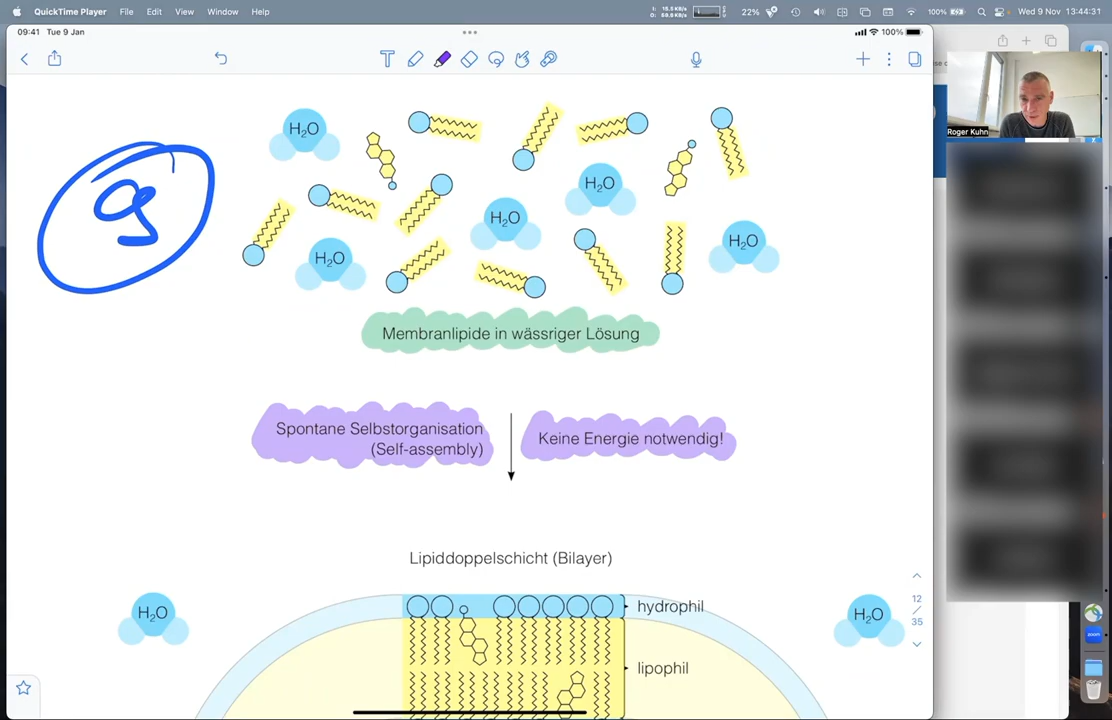 QuickTime Player File Edit View Window Help
22%
100%
Wed 9 Nov 13:44:31
09:41 Tue 9 Jan
100%
Roger Kuhn
9
H₂O
H₂O
H₂O
H₂O
H₂O
Membranlipide in wässriger Lösung
Spontane Selbstorganisation
(Self-assembly)
Keine Energie notwendig!
Lipiddoppelschicht (Bilayer)
H₂O
hydrophil
H₂O
lipophil
12
/
35
zoom